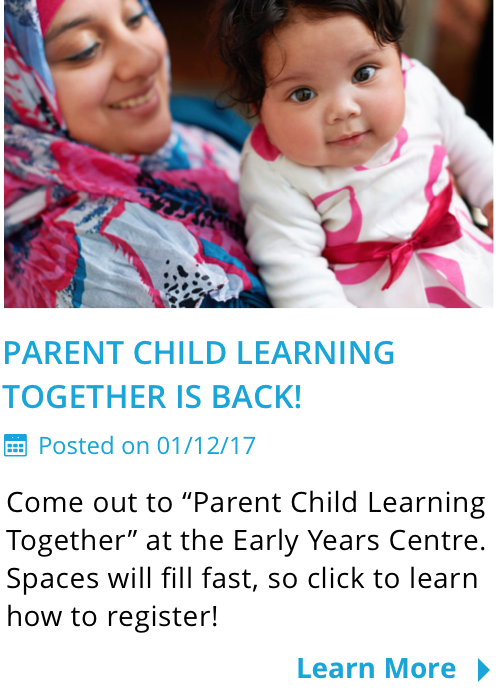 PARENT CHILD LEARNING
TOGETHER IS BACK!
Posted on 01/12/17
Come out to “Parent Child Learning
Together” at the Early Years Centre.
Spaces will fill fast, so click to learn
how to register!
Learn More